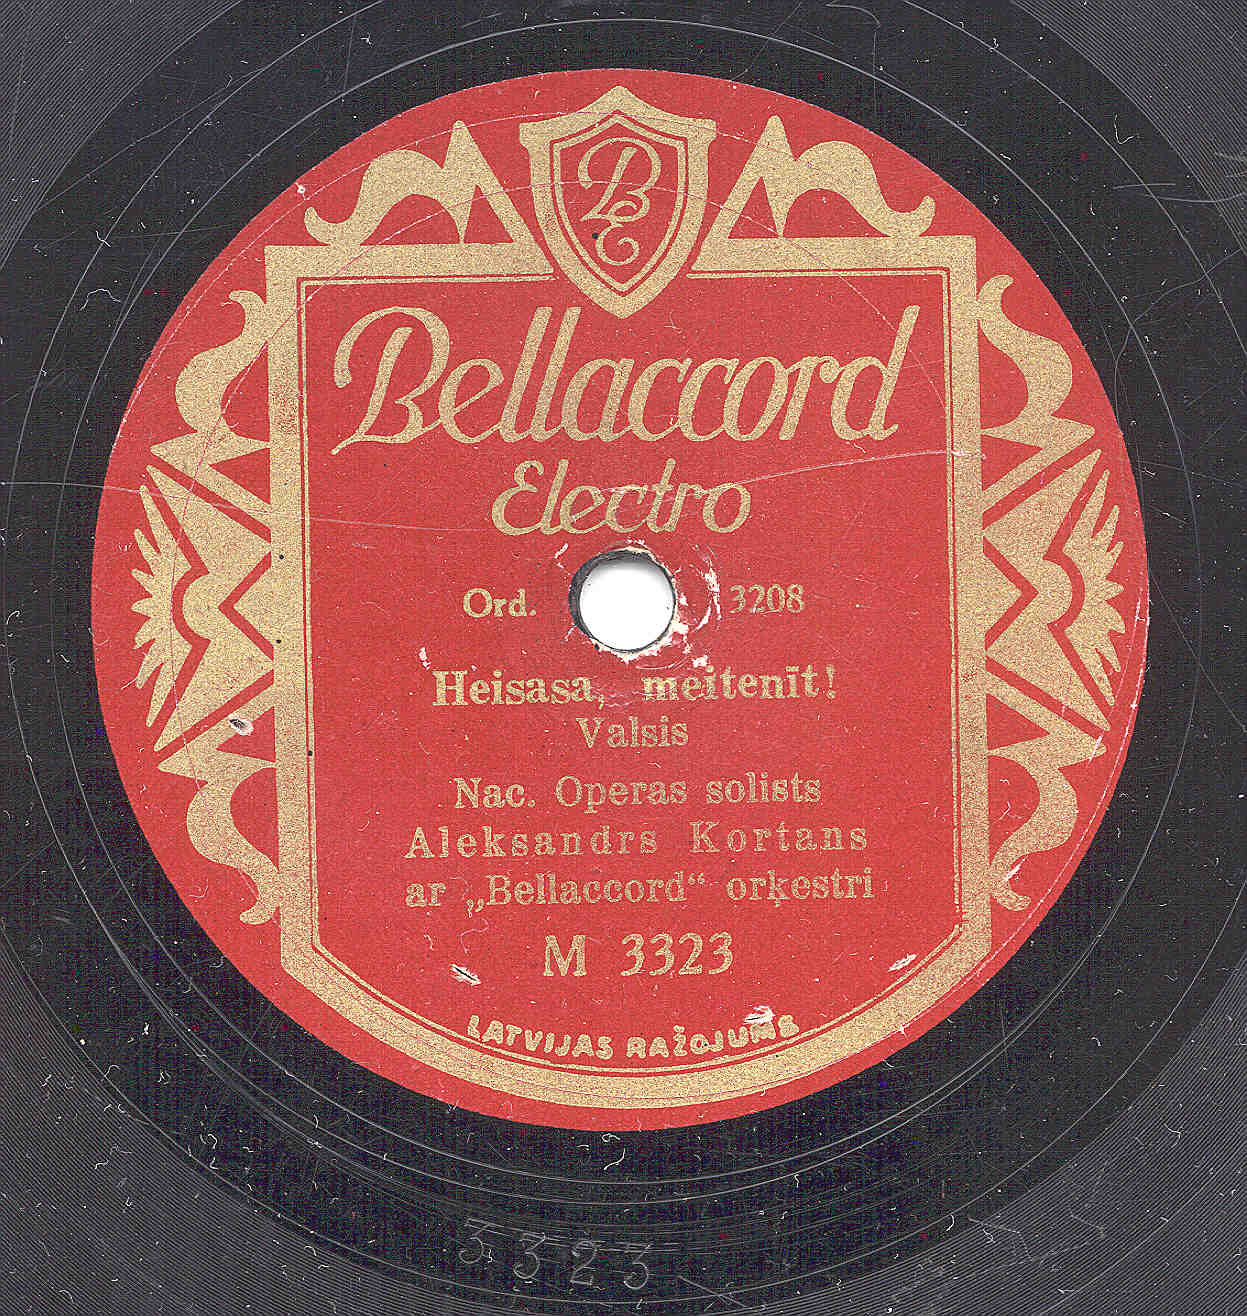 BE
Bellaccord
Electro
Ord. 3208
Heisasa, meitenīt!
Valsis
Nac. Operas solists
Aleksandrs Kortans
ar „Bellaccord“ orķestri
M 3323
LATVIJAS RAŽOJUMS
3323